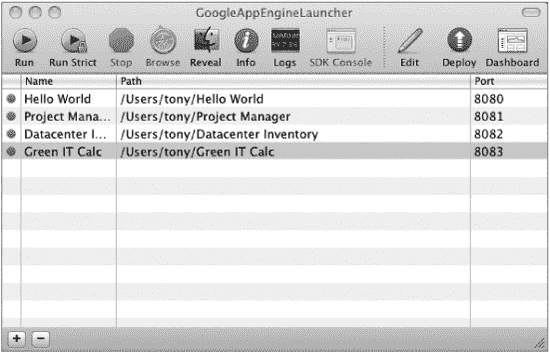 GoogleAppEngineLauncher
Run Run Strict Stop Browse Reveal Info Logs SDK Console Edit Deploy Dashboard
Name Path Port
Hello World /Users/tony/Hello World 8080
Project Mana... /Users/tony/Project Manager 8081
Datacenter I... /Users/tony/Datacenter Inventory 8082
Green IT Calc /Users/tony/Green IT Calc 8083